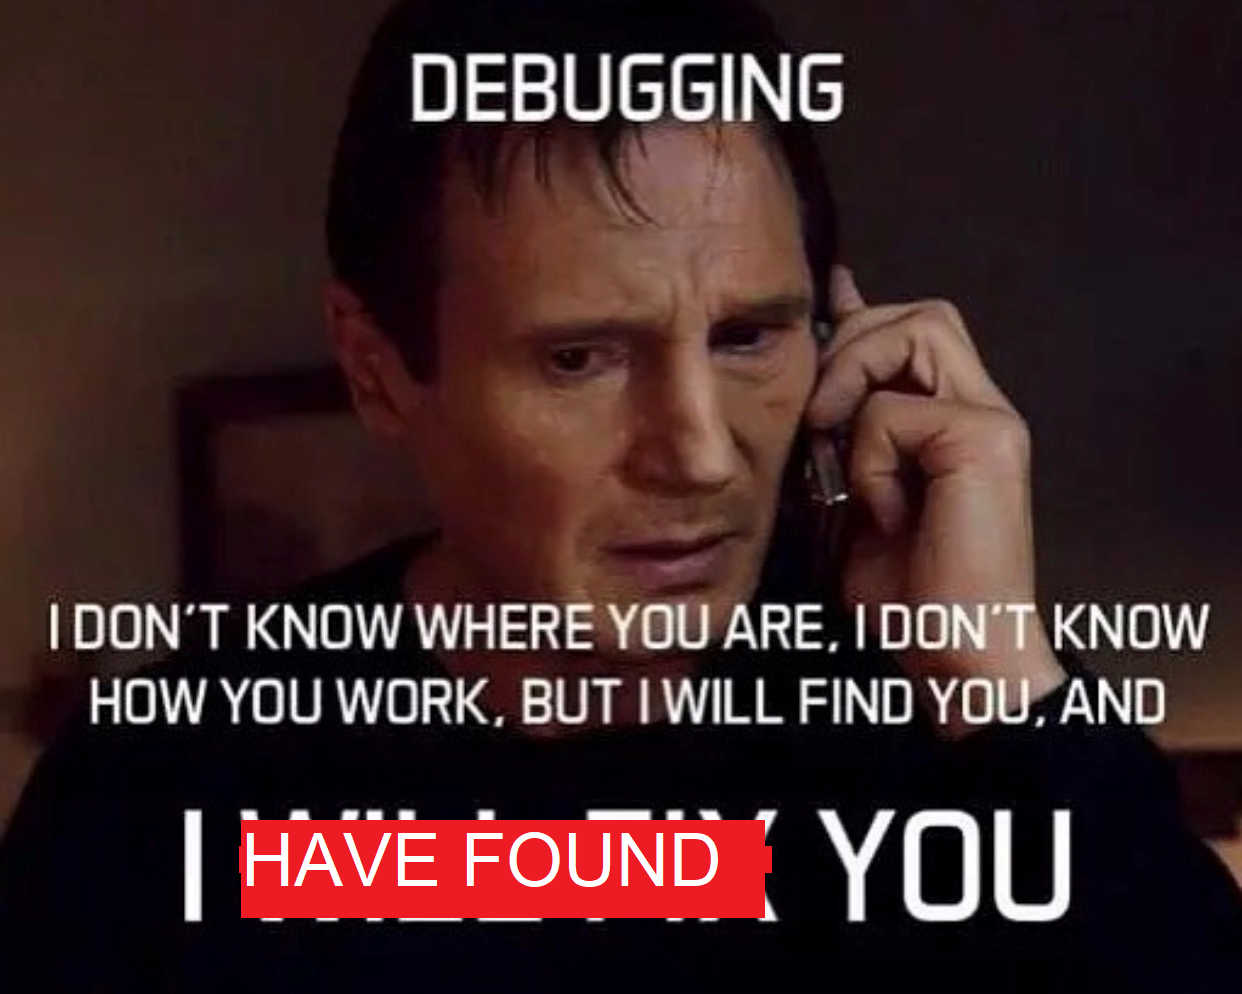 DEBUGGING
I DON'T KNOW WHERE YOU ARE, I DON'T KNOW
HOW YOU WORK, BUT I WILL FIND YOU, AND
I HAVE FOUND YOU